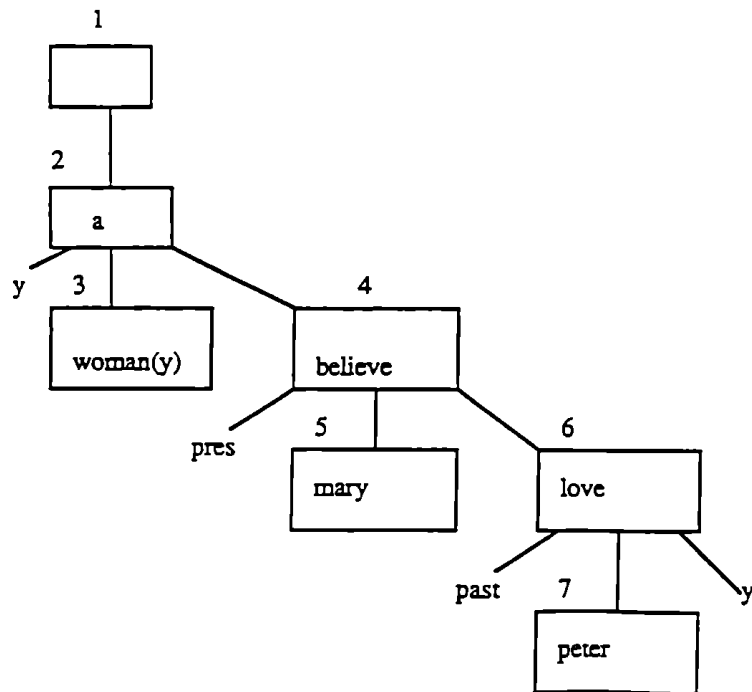 1
2
a
y
3
4
woman(y)
believe
pres
5
6
mary
love
past
7
y
peter